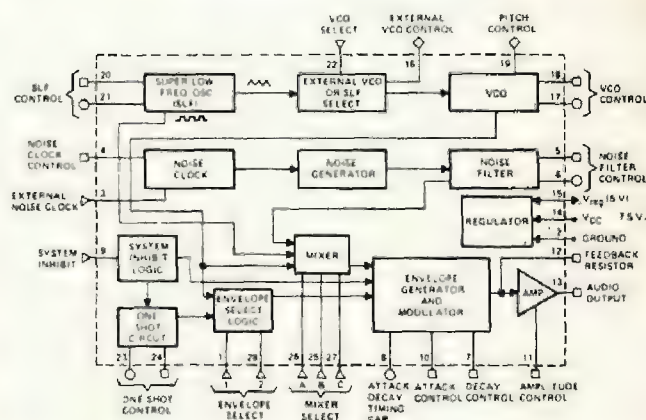 VCO
SELECT
EXTERNAL
VCO CONTROL
PITCH
CONTROL
22
16
19
SLF
CONTROL
20
21
SUPER LOW
FREQ. OSC
(SLF)
EXTERNAL VCO
OR SLF
SELECT
VCO
18
17
VCO
CONTROL
NOISE
CLOCK
CONTROL
4
NOISE
CLOCK
NOISE
GENERATOR
NOISE
FILTER
5
6
NOISE
FILTER
CONTROL
EXTERNAL
NOISE CLOCK
3
REGULATOR
15
Vreg (5 V)
14
VCC 7.5 V
2
GROUND
SYSTEM
INHIBIT
9
SYSTEM
INHIBIT
LOGIC
MIXER
ENVELOPE
GENERATOR
AND
MODULATOR
12
FEEDBACK
RESISTOR
AMP
13
AUDIO
OUTPUT
ONE
SHOT
CIRCUIT
ENVELOPE
SELECT
LOGIC
23
24
1
28
26
25
27
8
10
7
11
1
2
A
B
C
ONE SHOT
CONTROL
ENVELOPE
SELECT
MIXER
SELECT
ATTACK
DECAY
TIMING
CAP
ATTACK
CONTROL
DECAY
CONTROL
AMPLITUDE
CONTROL